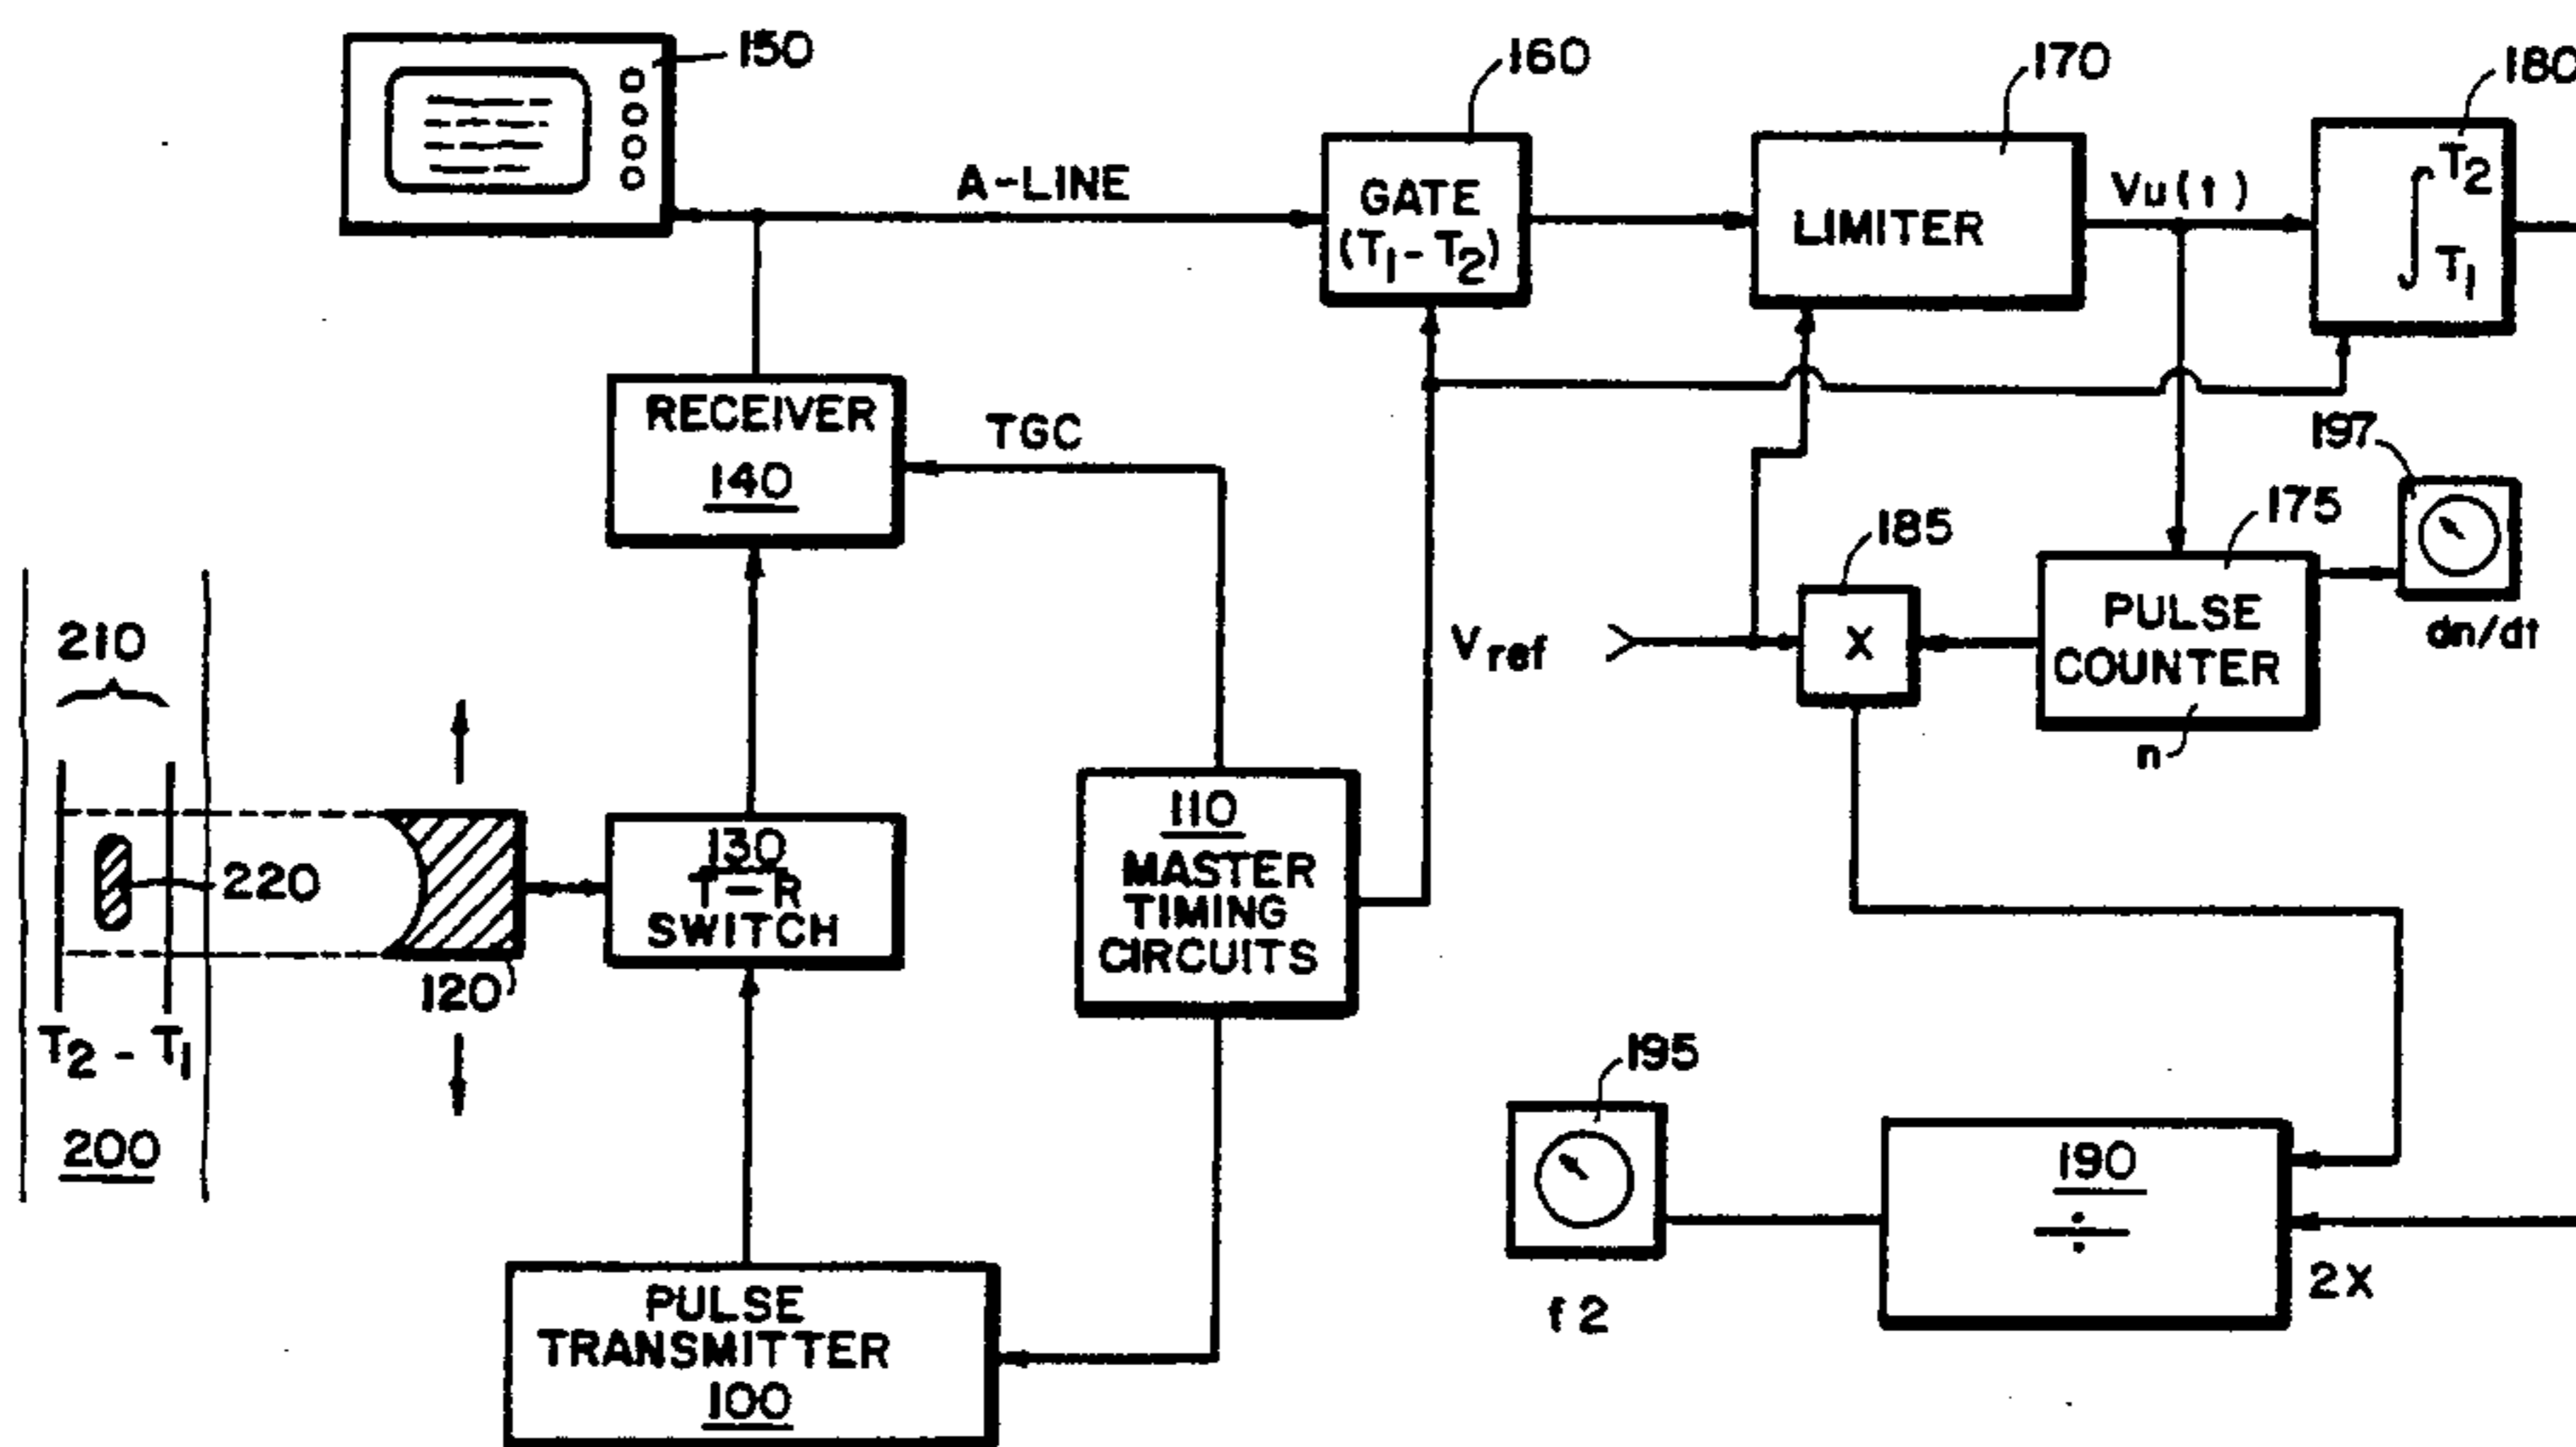 150
160
170
180
A-LINE
GATE
(T1-T2)
LIMITER
Vu(t)
∫ T2
T1
RECEIVER
140
TGC
197
175
185
dn/dt
210
Vref
X
PULSE
COUNTER
n
110
MASTER
TIMING
CIRCUITS
130
T-R
SWITCH
220
120
T2 - T1
200
195
190
÷
2X
f2
PULSE
TRANSMITTER
100